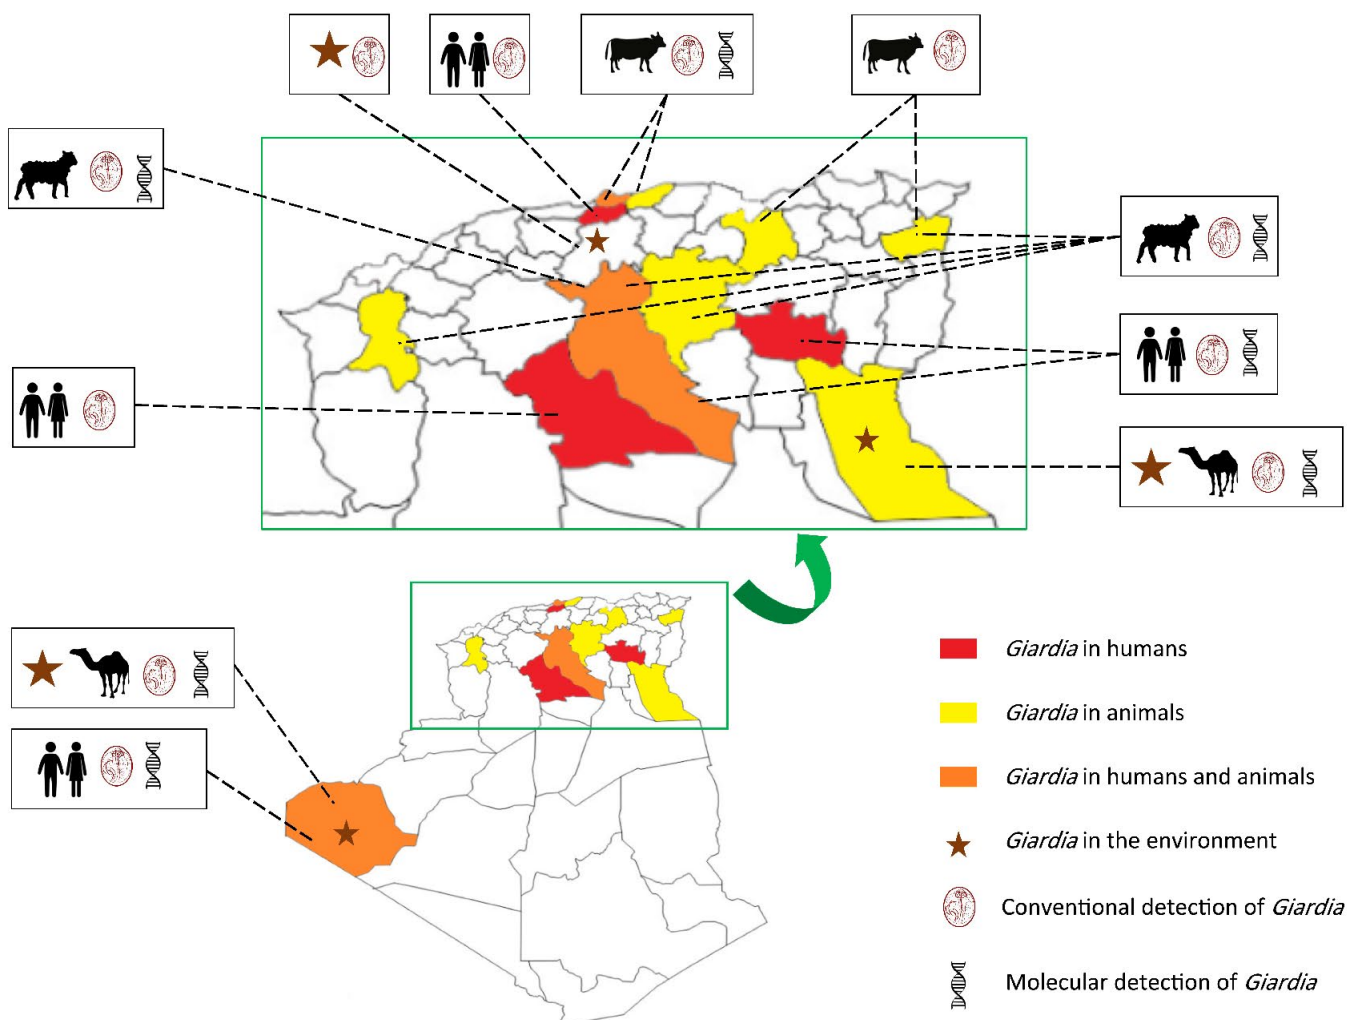 Giardia in humans
Giardia in animals
Giardia in humans and animals
Giardia in the environment
Conventional detection of Giardia
Molecular detection of Giardia